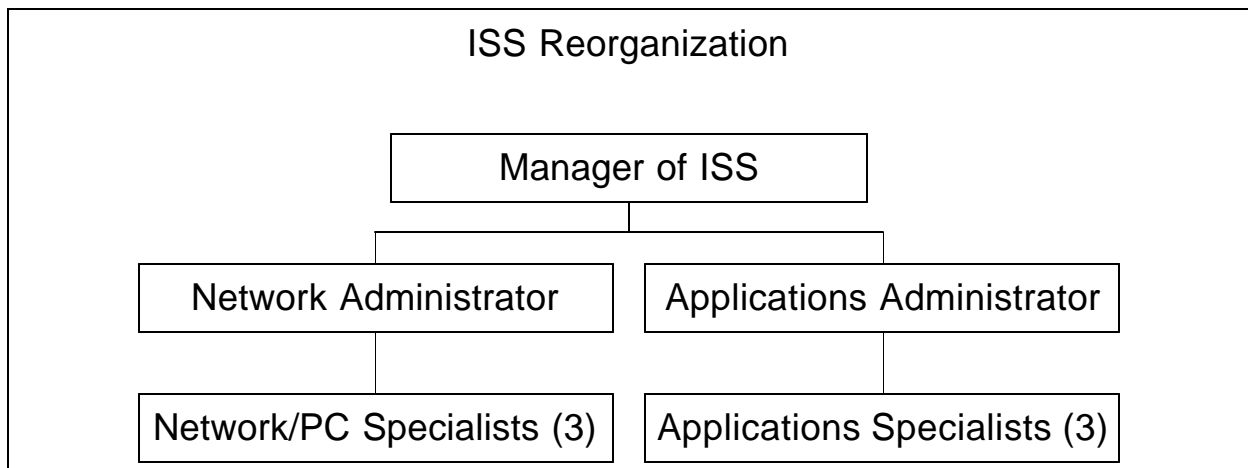 ISS Reorganization
Manager of ISS
Network Administrator
Applications Administrator
Network/PC Specialists (3)
Applications Specialists (3)